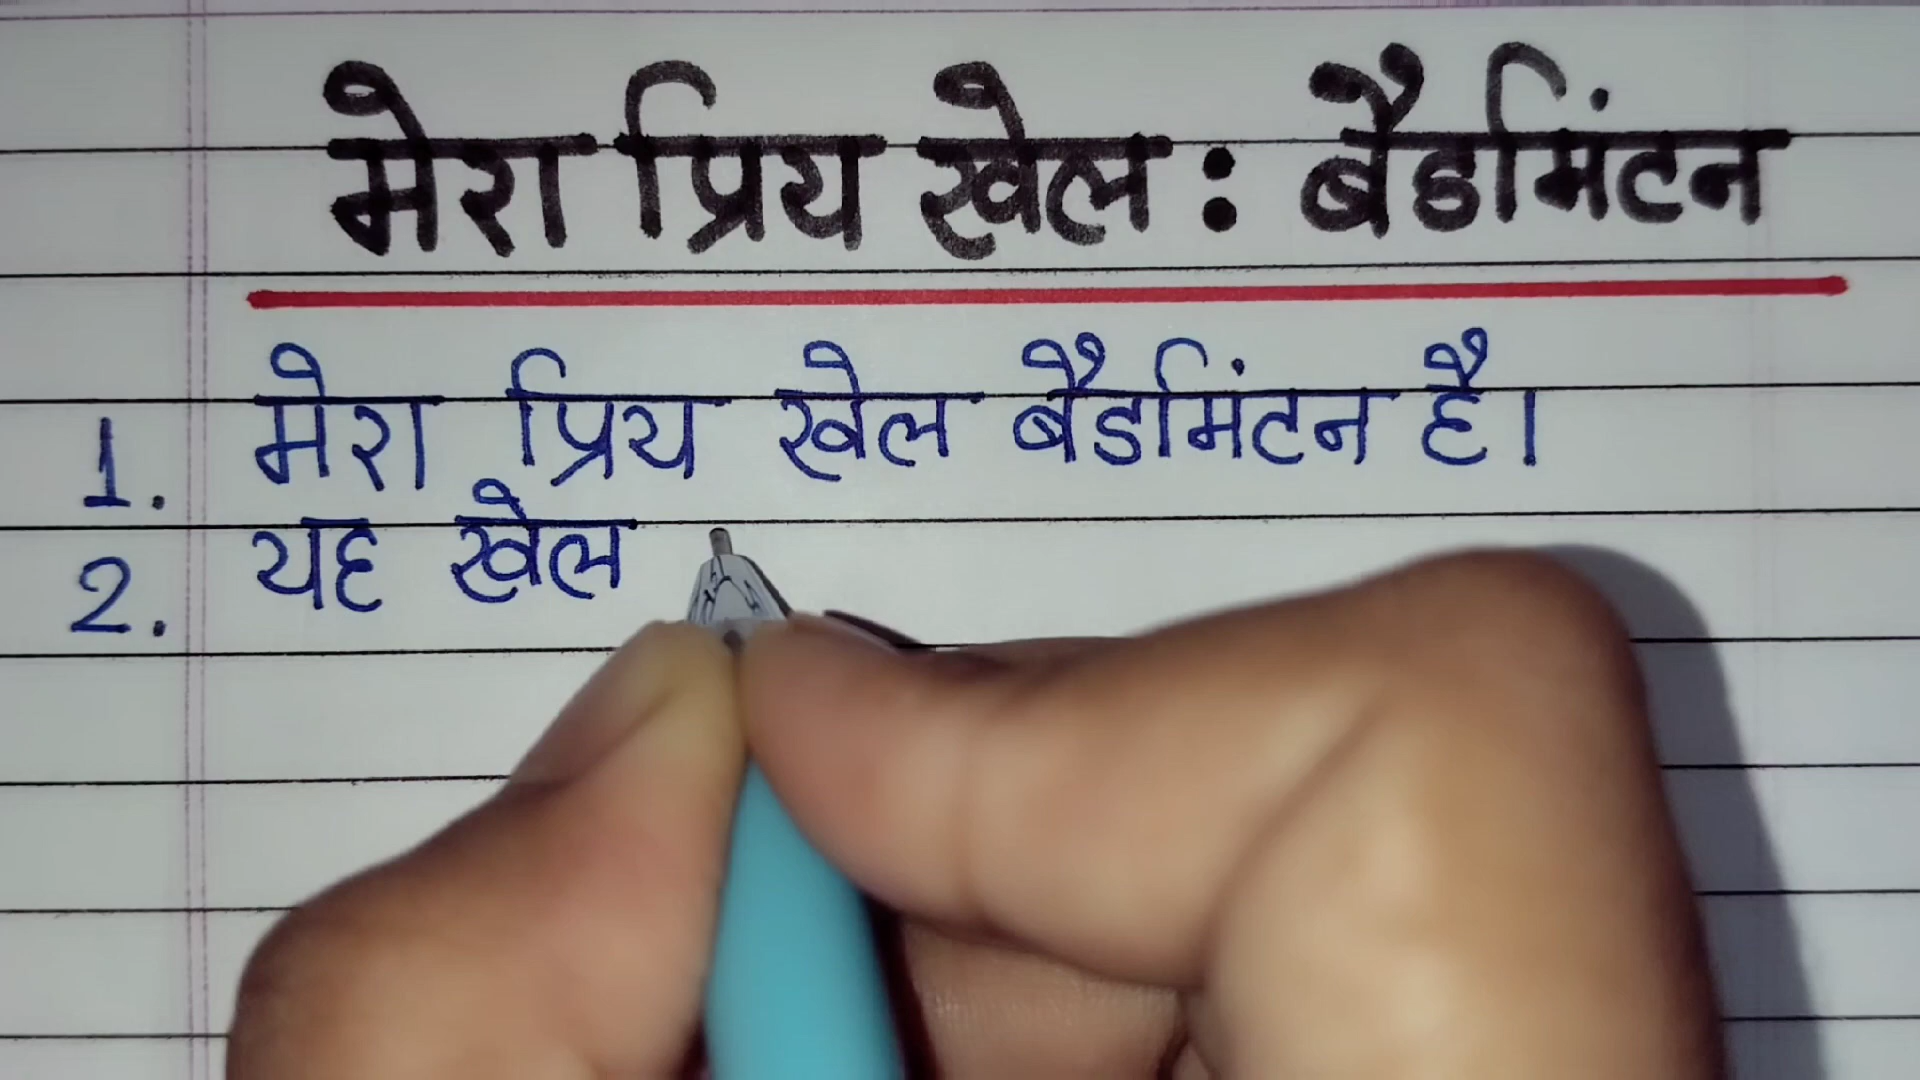 मेरा प्रिय खेल : बैडमिंटन
1. मेरा प्रिय खेल बैडमिंटन है।
2. यह खेल